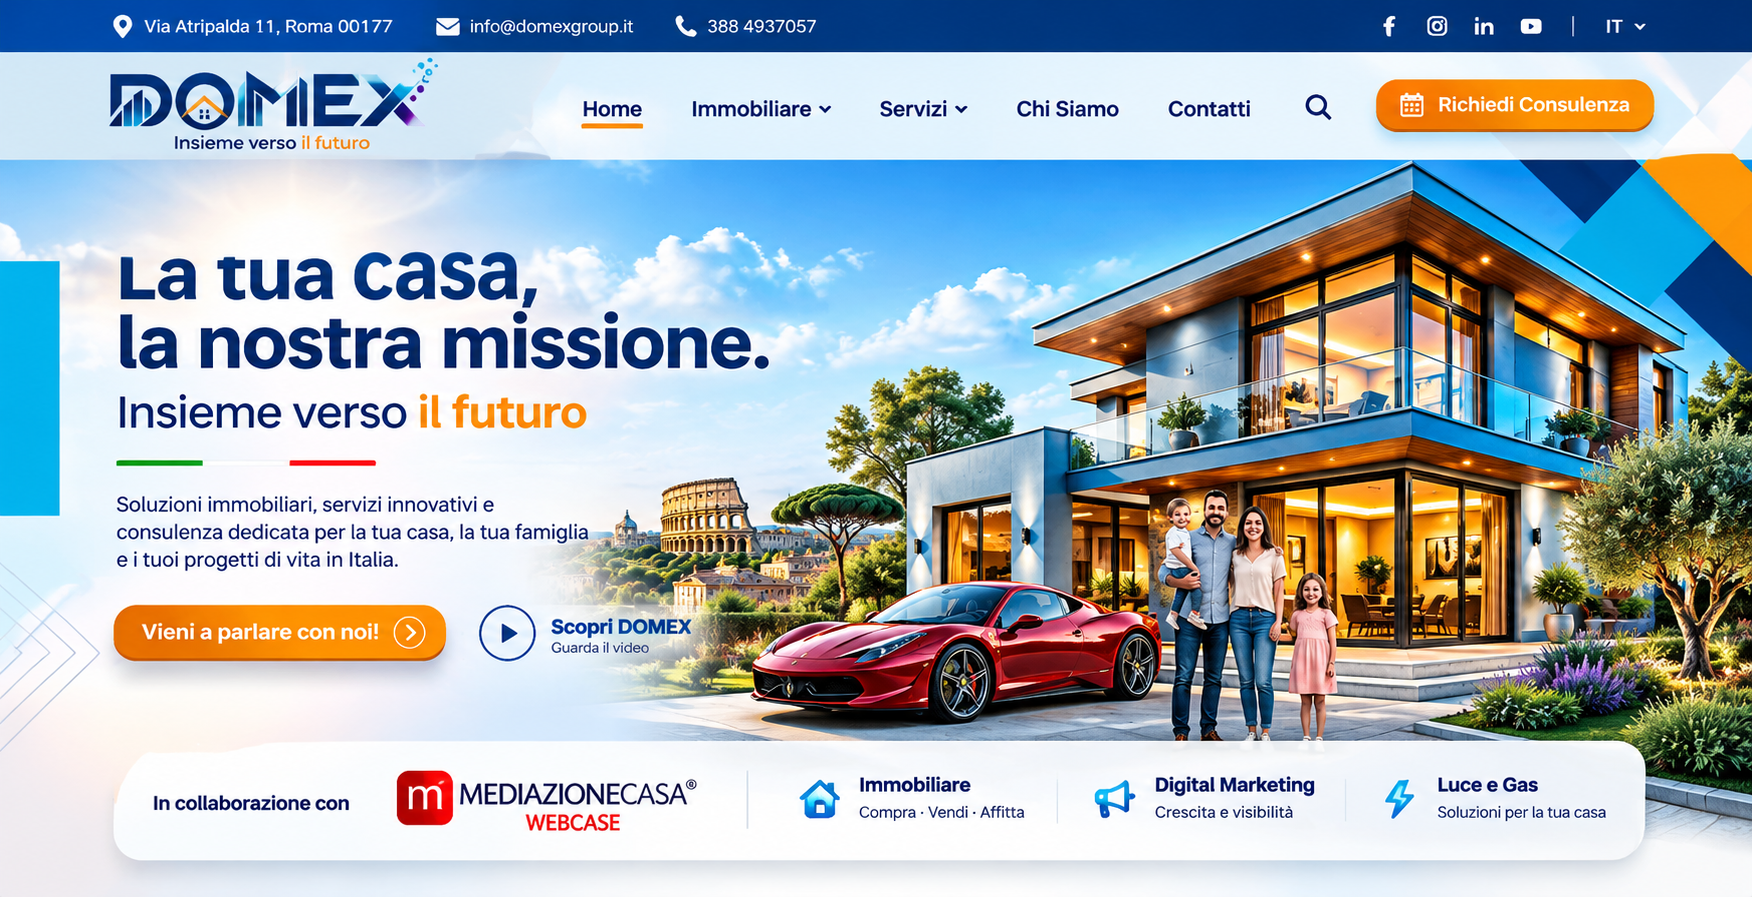 Via Atripalda 11, Roma 00177
info@domexgroup.it
388 4937057
IT
DOMEX
Insieme verso il futuro
Home
Immobiliare
Servizi
Chi Siamo
Contatti
Richiedi Consulenza
La tua casa,
la nostra missione.
Insieme verso il futuro
Soluzioni immobiliari, servizi innovativi e
consulenza dedicata per la tua casa, la tua famiglia
e i tuoi progetti di vita in Italia.
Vieni a parlare con noi!
Scopri DOMEX
Guarda il video
In collaborazione con
m
MEDIAZIONECASA®
WEBCASE
Immobiliare
Compra · Vendi · Affitta
Digital Marketing
Crescita e visibilità
Luce e Gas
Soluzioni per la tua casa